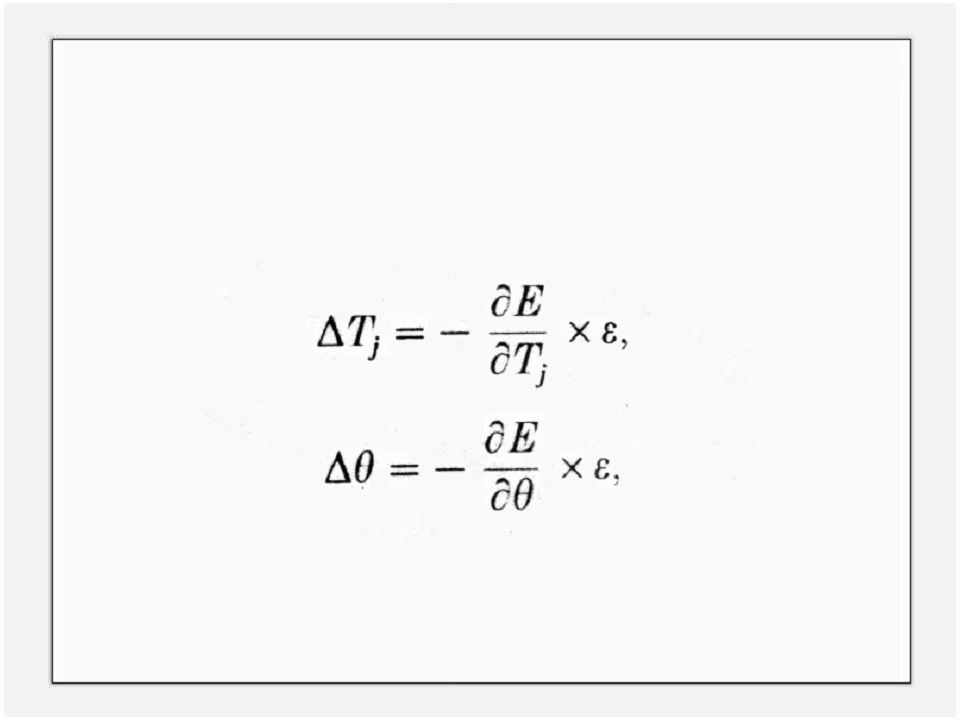 ΔT_j = − ∂E/∂T_j × ε,
Δθ = − ∂E/∂θ × ε,